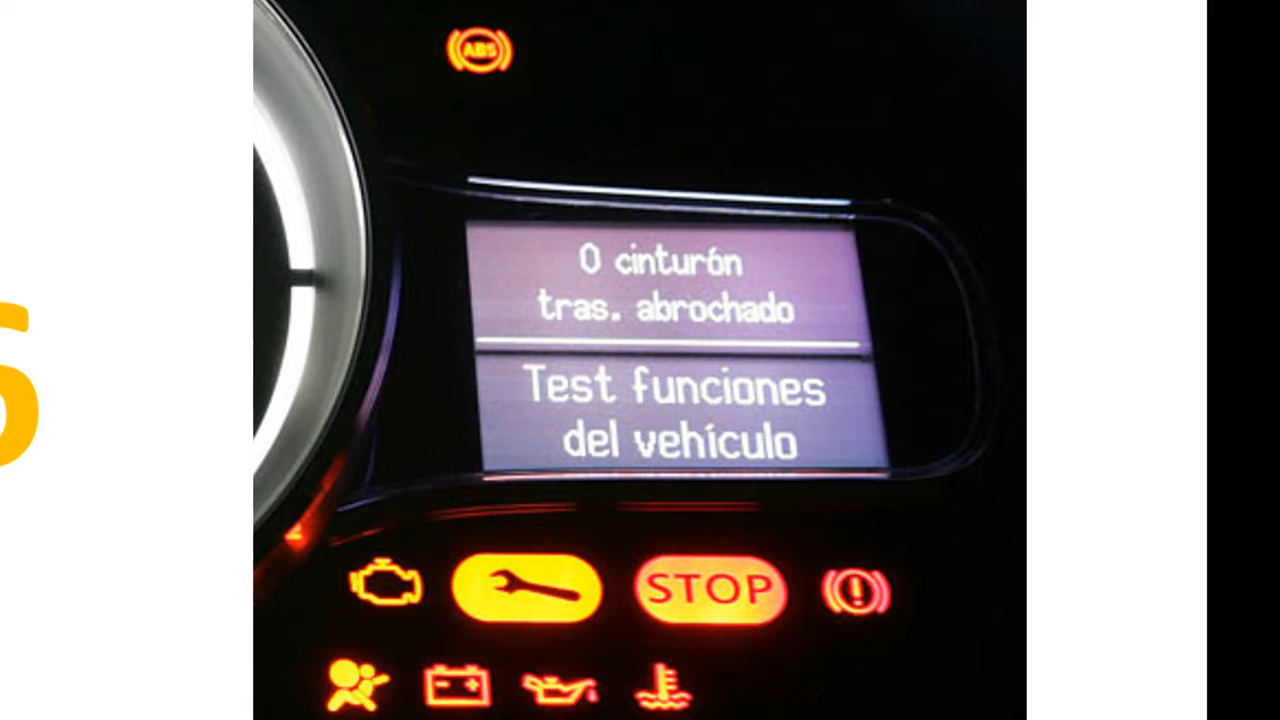 ABS
0 cinturón
tras. abrochado
Test funciones
del vehículo
STOP